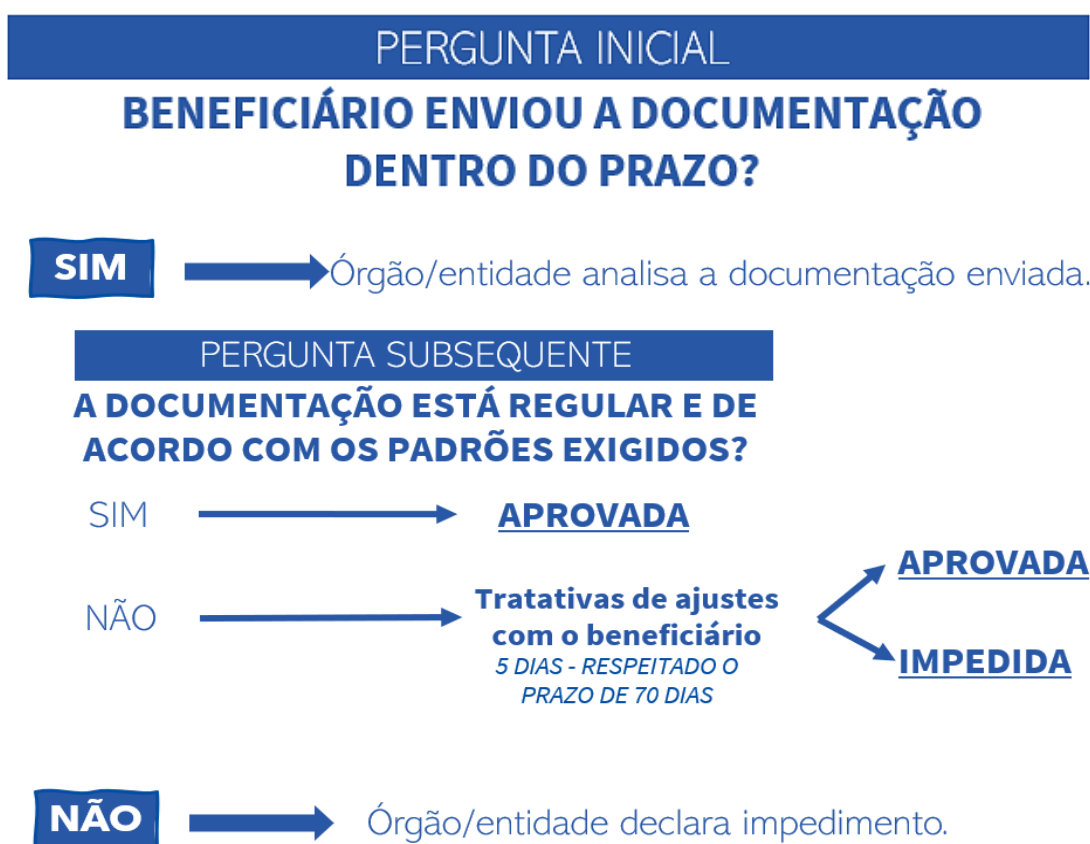 PERGUNTA INICIAL
BENEFICIÁRIO ENVIOU A DOCUMENTAÇÃO
DENTRO DO PRAZO?
SIM
Órgão/entidade analisa a documentação enviada.
PERGUNTA SUBSEQUENTE
A DOCUMENTAÇÃO ESTÁ REGULAR E DE
ACORDO COM OS PADRÕES EXIGIDOS?
SIM
APROVADA
NÃO
Tratativas de ajustes
com o beneficiário
5 DIAS - RESPEITADO O
PRAZO DE 70 DIAS
APROVADA
IMPEDIDA
NÃO
Órgão/entidade declara impedimento.